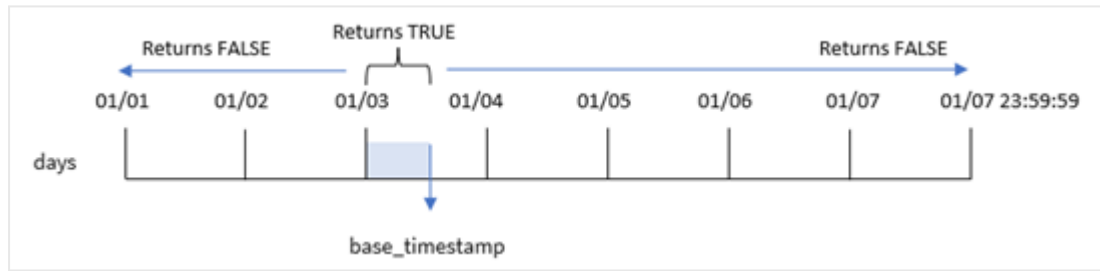 Returns TRUE
Returns FALSE
Returns FALSE
01/01
01/02
01/03
01/04
01/05
01/06
01/07
01/07 23:59:59
days
base_timestamp